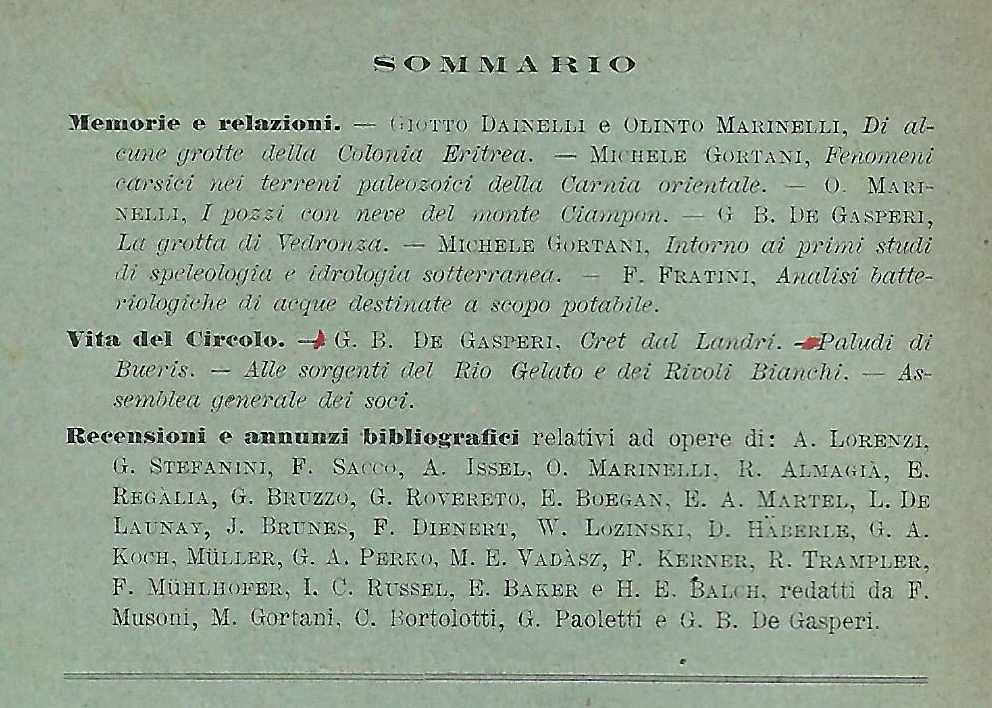 SOMMARIO
Memorie e relazioni. — GIOTTO DAINELLI e OLINTO MARINELLI, Di al-
cune grotte della Colonia Eritrea. — MICHELE GORTANI, Fenomeni
carsici nei terreni paleozoici della Carnia orientale. — O. MARI-
NELLI, I pozzi con neve del monte Ciampon. — G. B. DE GASPERI,
La grotta di Vedronza. — MICHELE GORTANI, Intorno ai primi studi
di speleologia e idrologia sotterranea. — F. FRATINI, Analisi batte-
riologiche di acque destinate a scopo potabile.
Vita del Circolo. — G. B. DE GASPERI, Cret dal Landri. — Paludi di
Bueris. — Alle sorgenti del Rio Gelato e dei Rivoli Bianchi. — As-
semblea generale dei soci.
Recensioni e annunzi bibliografici relativi ad opere di: A. LORENZI,
G. STEFANINI, F. SACCO, A. ISSEL, O. MARINELLI, R. ALMAGIÀ, E.
REGÀLIA, G. BRUZZO, G. ROVERETO, E. BOEGAN, E. A. MARTEL, L. DE
LAUNAY, J. BRUNES, F. DIENERT, W. LOZINSKI, D. HÄBERLE, G. A.
KOCH, MÜLLER, G. A. PERKO, M. E. VADÀSZ, F. KERNER, R. TRAMPLER,
F. MÜHLHOFER, I. C. RUSSEL, E. BAKER e H. E. BALCH, redatti da F.
Musoni, M. Gortani, C. Bortolotti, G. Paoletti e G. B. De Gasperi.